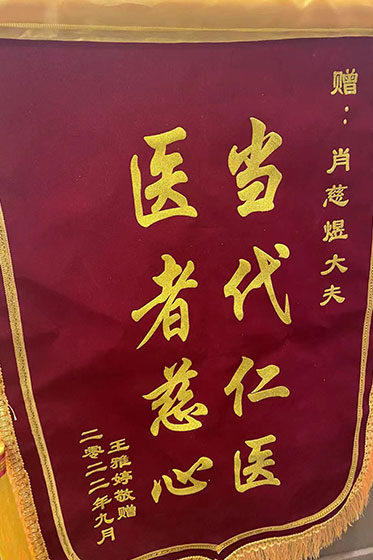 赠：肖慈煜大夫
当代仁医
医者慈心
王雅婷敬赠
二零二二年九月